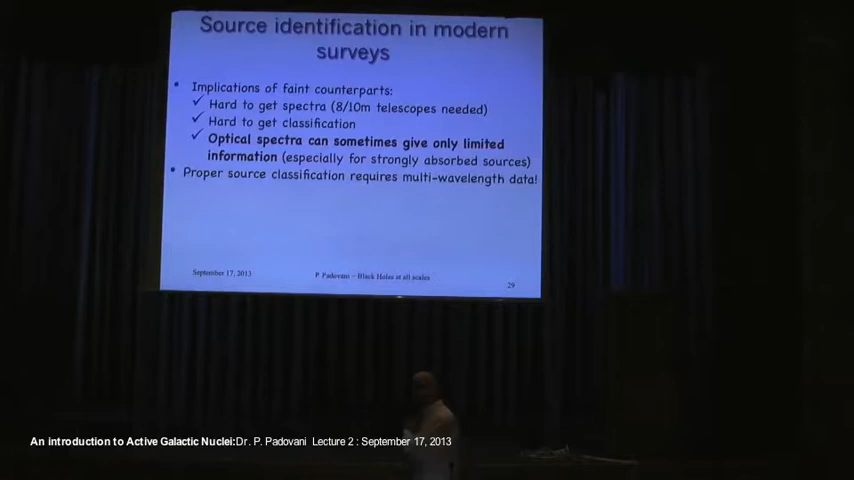 Source identification in modern
surveys
• Implications of faint counterparts:
✓ Hard to get spectra (8/10m telescopes needed)
✓ Hard to get classification
✓ Optical spectra can sometimes give only limited
information (especially for strongly absorbed sources)
• Proper source classification requires multi-wavelength data!
September 17, 2013 P. Padovani – Black Holes at all scales
29
An introduction to Active Galactic Nuclei:Dr. P. Padovani Lecture 2 : September 17, 2013